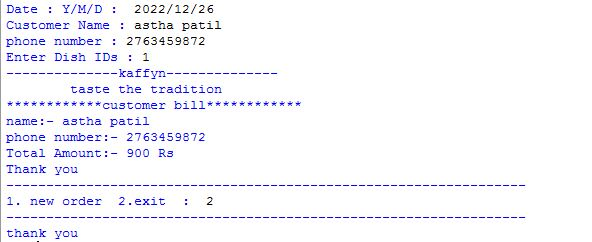 Date : Y/M/D :  2022/12/26
Customer Name : astha patil
phone number : 2763459872
Enter Dish IDs : 1
--------------kaffyn--------------
        taste the tradition
************customer bill************
name:- astha patil
phone number:- 2763459872
Total Amount:- 900 Rs
Thank you
-----------------------------------------------------------------
1. new order  2.exit  :  2
-----------------------------------------------------------------
thank you